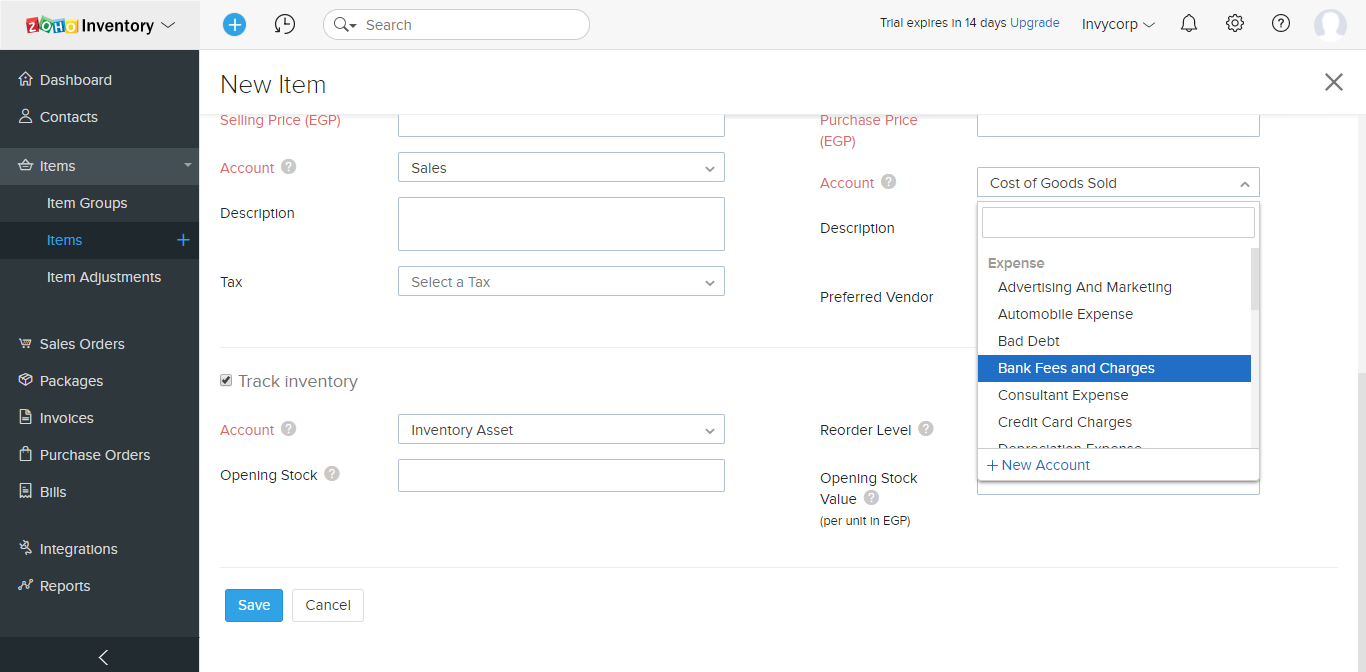 ZOHO Inventory
Search
Trial expires in 14 days Upgrade
Invycorp
Dashboard
Contacts
Items
Item Groups
Items
Item Adjustments
Sales Orders
Packages
Invoices
Purchase Orders
Bills
Integrations
Reports
New Item
Selling Price (EGP)
Account
Sales
Description
Tax
Select a Tax
Purchase Price
(EGP)
Account
Cost of Goods Sold
Description
Preferred Vendor
Expense
Advertising And Marketing
Automobile Expense
Bad Debt
Bank Fees and Charges
Consultant Expense
Credit Card Charges
Depreciation Expense
+ New Account
Track inventory
Account
Inventory Asset
Opening Stock
Reorder Level
Opening Stock
Value
(per unit in EGP)
Save
Cancel